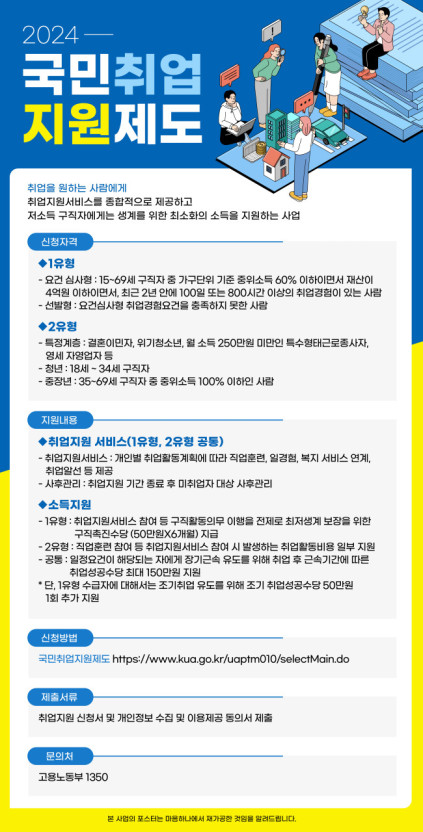 2024
국민취업
지원제도
취업을 원하는 사람에게
취업지원서비스를 종합적으로 제공하고
저소득 구직자에게는 생계를 위한 최소화의 소득을 지원하는 사업
신청자격
◆1유형
- 요건 심사형 : 15~69세 구직자 중 가구단위 기준 중위소득 60% 이하이면서 재산이
4억원 이하이면서, 최근 2년 안에 100일 또는 800시간 이상의 취업경험이 있는 사람
- 선발형 : 요건심사형 취업경험요건을 충족하지 못한 사람
◆2유형
- 특정계층 : 결혼이민자, 위기청소년, 월 소득 250만원 미만인 특수형태근로종사자,
영세 자영업자 등
- 청년 : 18세 ~ 34세 구직자
- 중장년 : 35~69세 구직자 중 중위소득 100% 이하인 사람
지원내용
◆취업지원 서비스(1유형, 2유형 공통)
- 취업지원서비스 : 개인별 취업활동계획에 따라 직업훈련, 일경험, 복지 서비스 연계,
취업알선 등 제공
- 사후관리 : 취업지원 기간 종료 후 미취업자 대상 사후관리
◆소득지원
- 1유형 : 취업지원서비스 참여 등 구직활동의무 이행을 전제로 최저생계 보장을 위한
구직촉진수당 (50만원X6개월) 지급
- 2유형 : 직업훈련 참여 등 취업지원서비스 참여 시 발생하는 취업활동비용 일부 지원
- 공통 : 일정요건이 해당되는 자에게 장기근속 유도를 위해 취업 후 근속기간에 따른
취업성공수당 최대 150만원 지원
* 단, 1유형 수급자에 대해서는 조기취업 유도를 위해 조기 취업성공수당 50만원
1회 추가 지원
신청방법
국민취업지원제도 https://www.kua.go.kr/uaptm010/selectMain.do
제출서류
취업지원 신청서 및 개인정보 수집 및 이용제공 동의서 제출
문의처
고용노동부 1350
본 사업의 포스터는 마음하나에서 재가공한 것임을 알려드립니다.